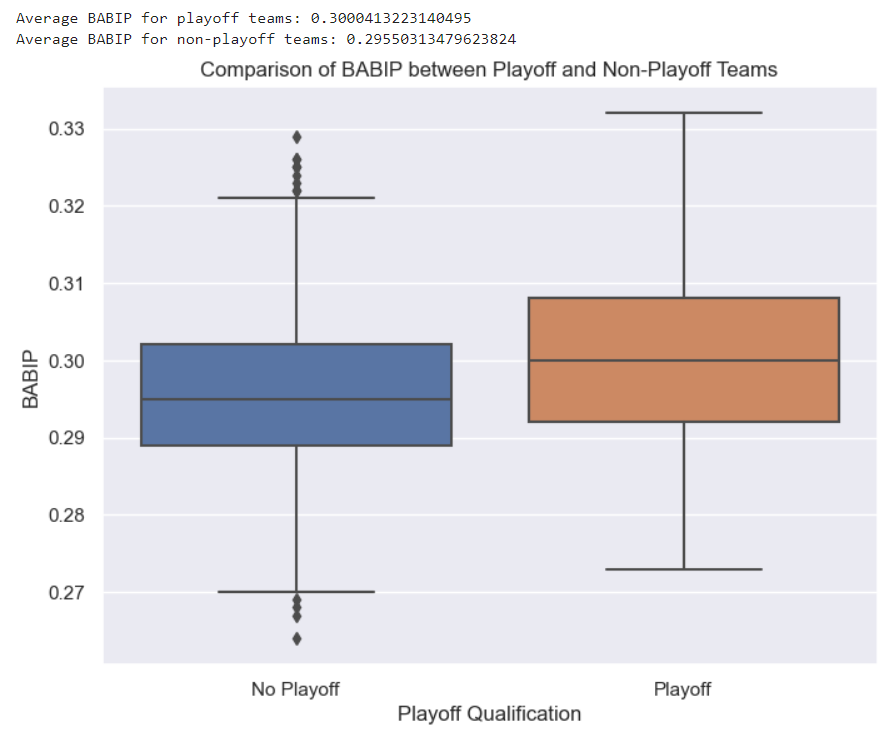 Average BABIP for playoff teams: 0.3000413223140495
Average BABIP for non-playoff teams: 0.29550313479623824
Comparison of BABIP between Playoff and Non-Playoff Teams
0.33
0.32
0.31
0.30
0.29
0.28
0.27
BABIP
No Playoff
Playoff
Playoff Qualification